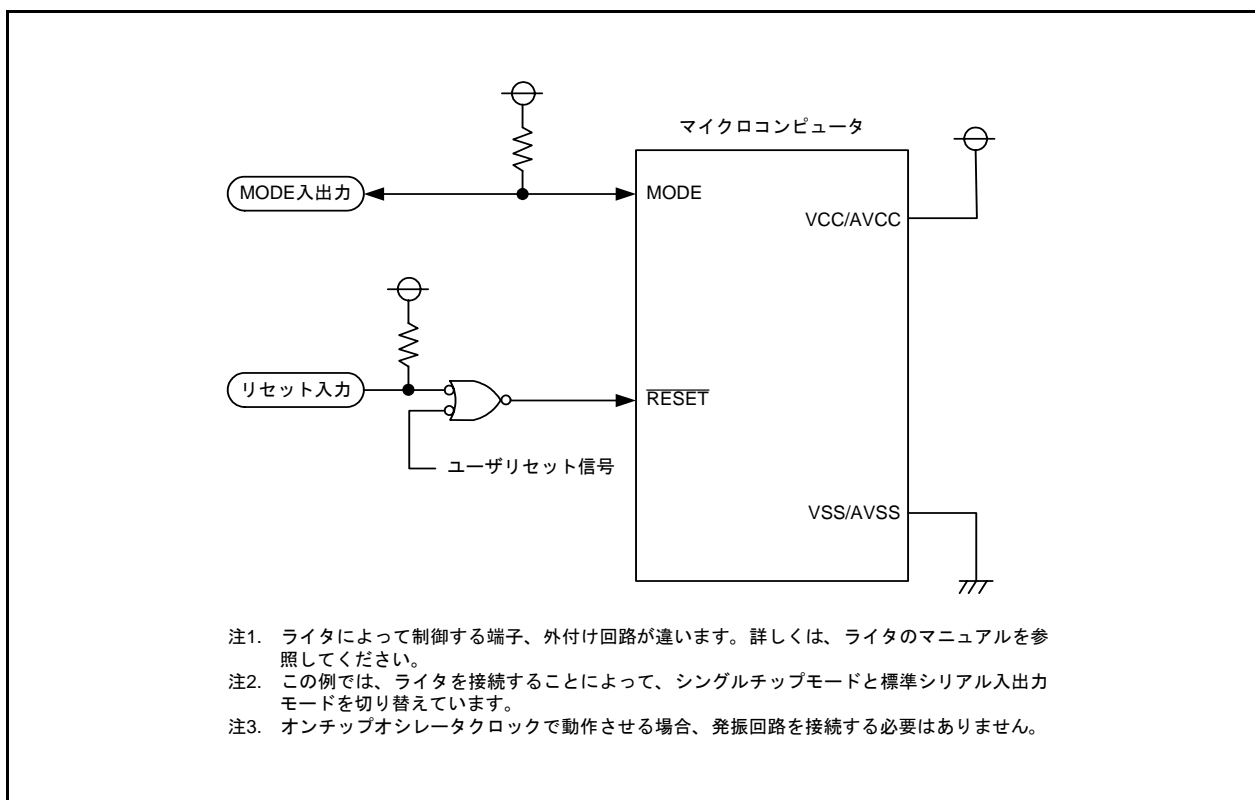 マイクロコンピュータ
MODE入出力
MODE
VCC/AVCC
リセット入力
RESET
ユーザリセット信号
VSS/AVSS
注1. ライタによって制御する端子、外付け回路が違います。詳しくは、ライタのマニュアルを参
照してください。
注2. この例では、ライタを接続することによって、シングルチップモードと標準シリアル入出力
モードを切り替えています。
注3. オンチップオシレータクロックで動作させる場合、発振回路を接続する必要はありません。